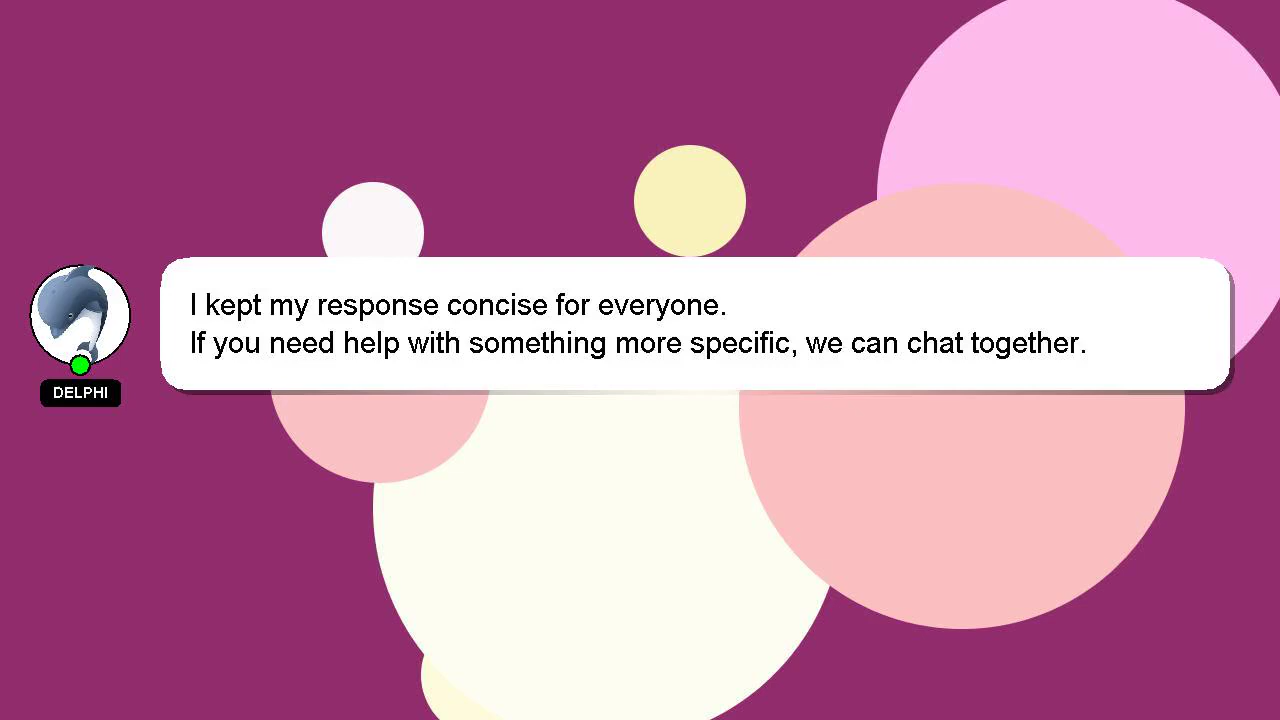 I kept my response concise for everyone.
If you need help with something more specific, we can chat together.
DELPHI